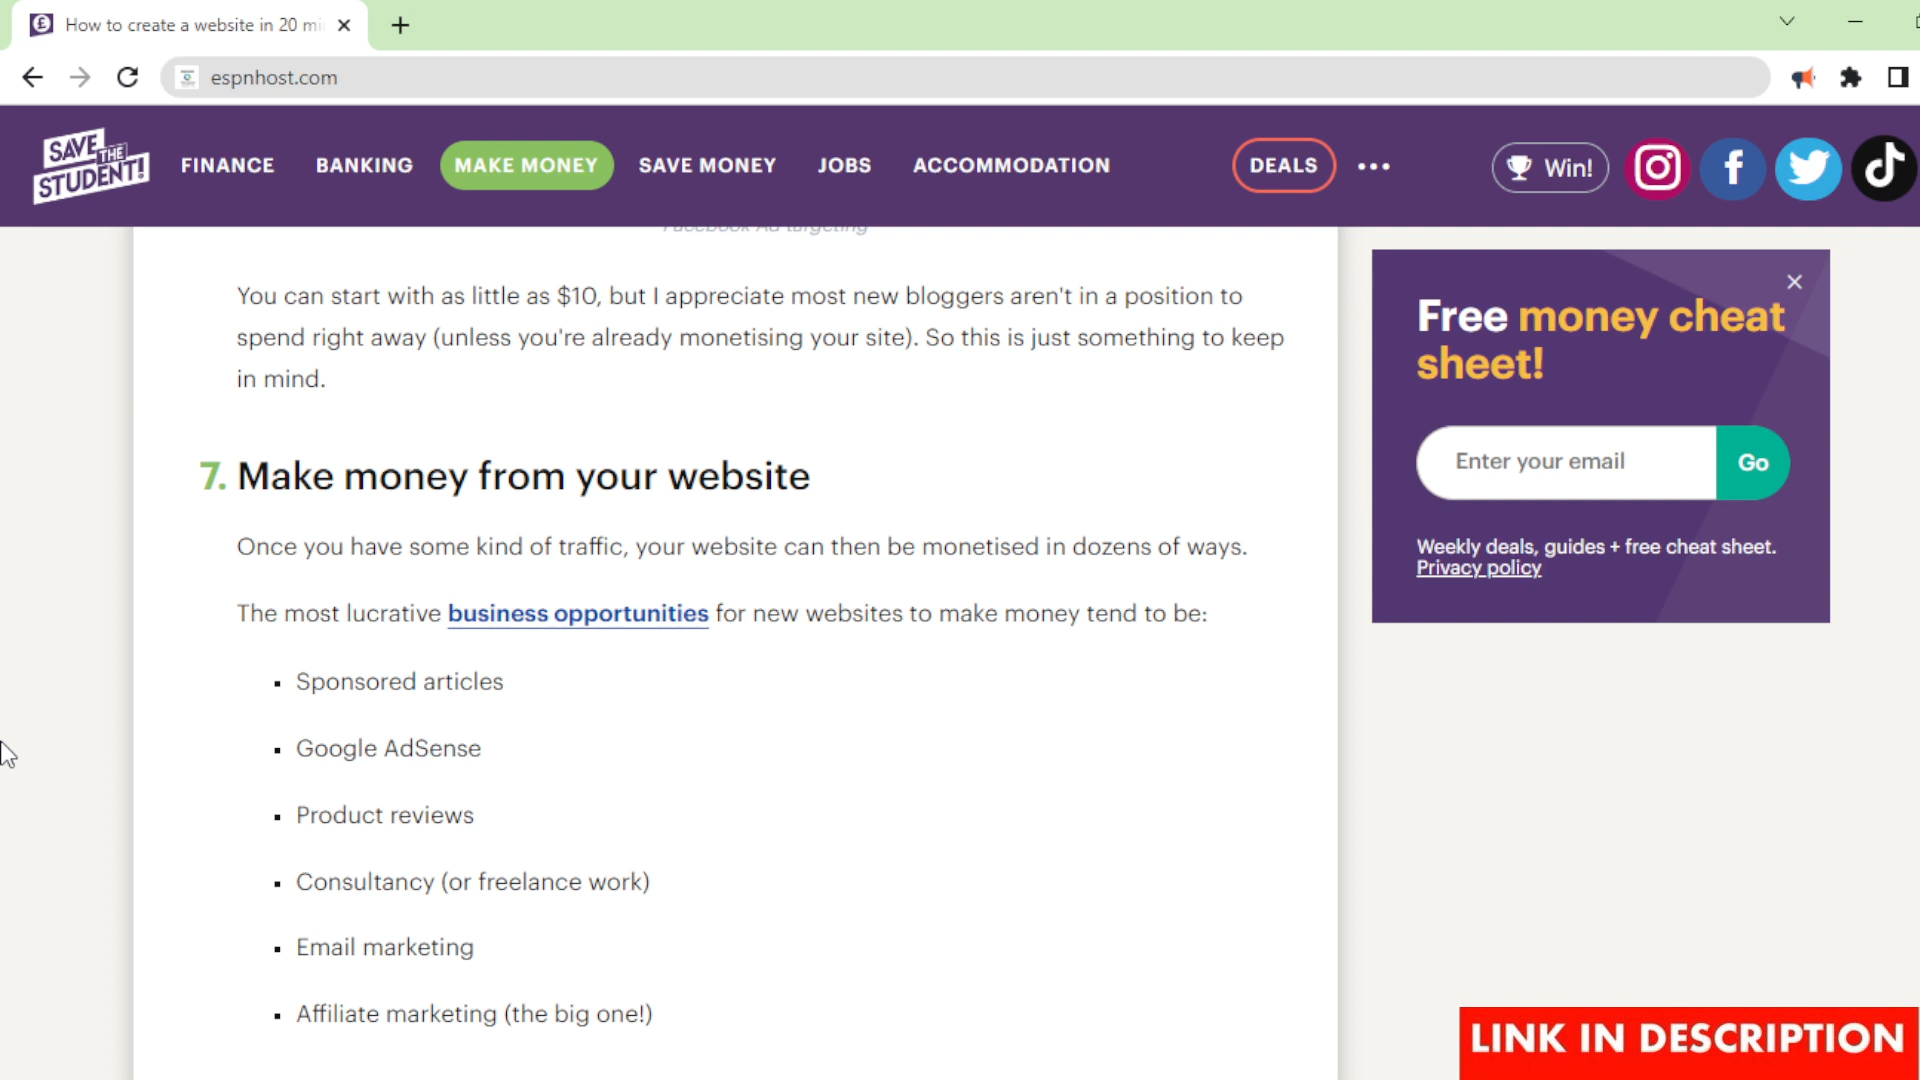 How to create a website in 20 mi
espnhost.com
SAVE THE STUDENT!
FINANCE
BANKING
MAKE MONEY
SAVE MONEY
JOBS
ACCOMMODATION
DEALS
Win!
Facebook Ad targeting
You can start with as little as $10, but I appreciate most new bloggers aren't in a position to
spend right away (unless you're already monetising your site). So this is just something to keep
in mind.
7. Make money from your website
Once you have some kind of traffic, your website can then be monetised in dozens of ways.
The most lucrative business opportunities for new websites to make money tend to be:
▪ Sponsored articles
▪ Google AdSense
▪ Product reviews
▪ Consultancy (or freelance work)
▪ Email marketing
▪ Affiliate marketing (the big one!)
Free money cheat
sheet!
Enter your email
Go
Weekly deals, guides + free cheat sheet.
Privacy policy
LINK IN DESCRIPTION